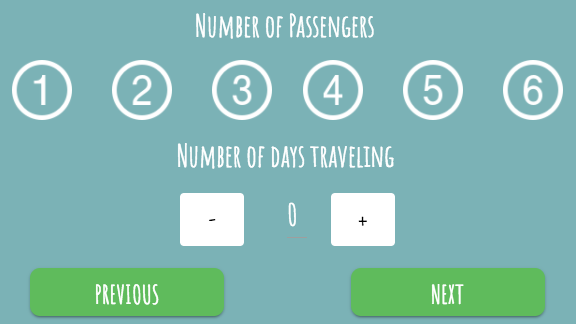 Number of Passengers
1 2 3 4 5 6
Number of days traveling
- 0 +
PREVIOUS NEXT